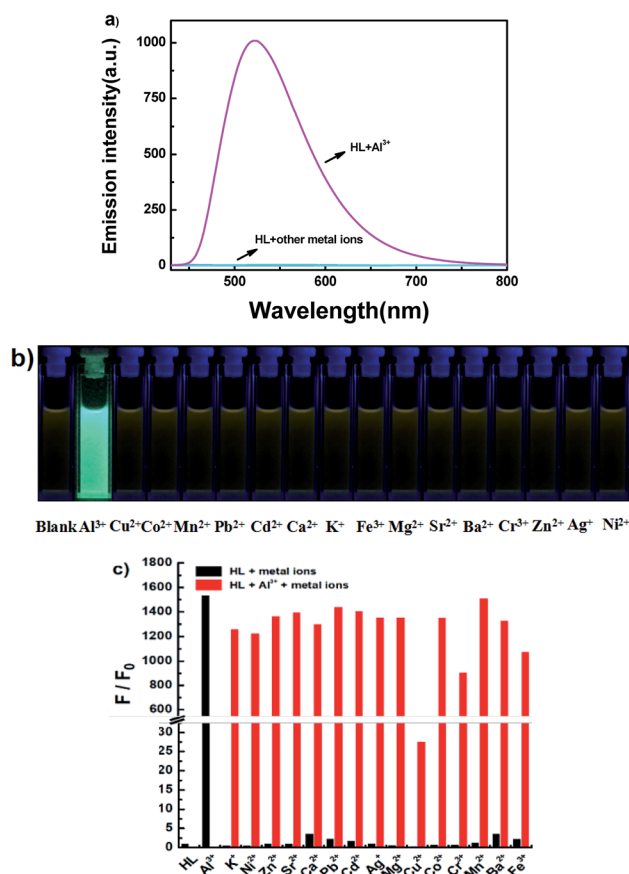 a)
Emission intensity(a.u.)
1000
750
500
250
0
HL+Al³⁺
HL+other metal ions
500 600 700 800
Wavelength(nm)
b)
Blank Al³⁺ Cu²⁺ Co²⁺ Mn²⁺ Pb²⁺ Cd²⁺ Ca²⁺ K⁺ Fe³⁺ Mg²⁺ Sr²⁺ Ba²⁺ Cr³⁺ Zn²⁺ Ag⁺ Ni²⁺
c)
HL + metal ions
HL + Al³⁺ + metal ions
F / F₀
1800
1600
1400
1200
1000
800
600
30
25
20
15
10
5
0
HL Al³⁺ K⁺ Ni²⁺ Zn²⁺ Sr²⁺ Ca²⁺ Pb²⁺ Cd²⁺ Ag⁺ Mg²⁺ Cu²⁺ Co²⁺ Cr³⁺ Mn²⁺ Ba²⁺ Fe³⁺